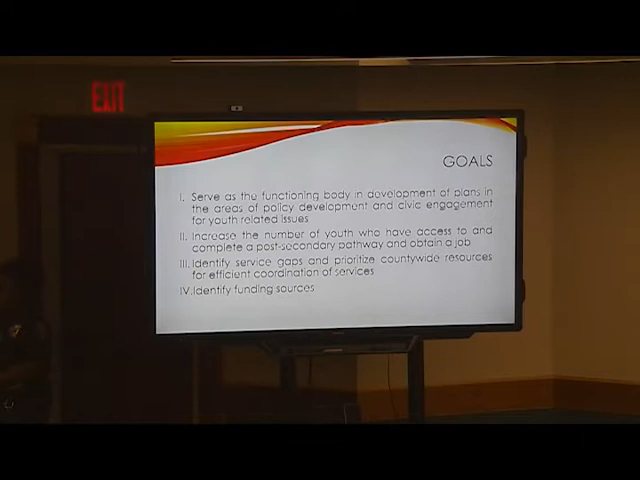 EXIT
GOALS
I. Serve as the functioning body in development of plans in
the areas of policy development and civic engagement
for youth related issues
II. Increase the number of youth who have access to and
complete a post-secondary pathway and obtain a job
III. Identify service gaps and prioritize countywide resources
for efficient coordination of services
IV. Identify funding sources